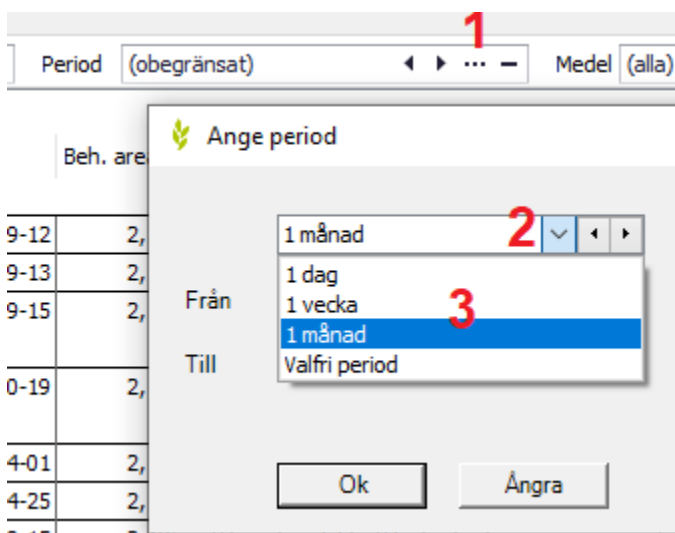 1
Period (obegränsat) ... Medel (alla)
Ange period
Beh. are
9-12 2,
1 månad 2
9-13 2,
1 dag
9-15 2,
Från 1 vecka 3
1 månad
Till Valfri period
0-19 2,
4-01 2,
Ok Ångra
4-25 2,